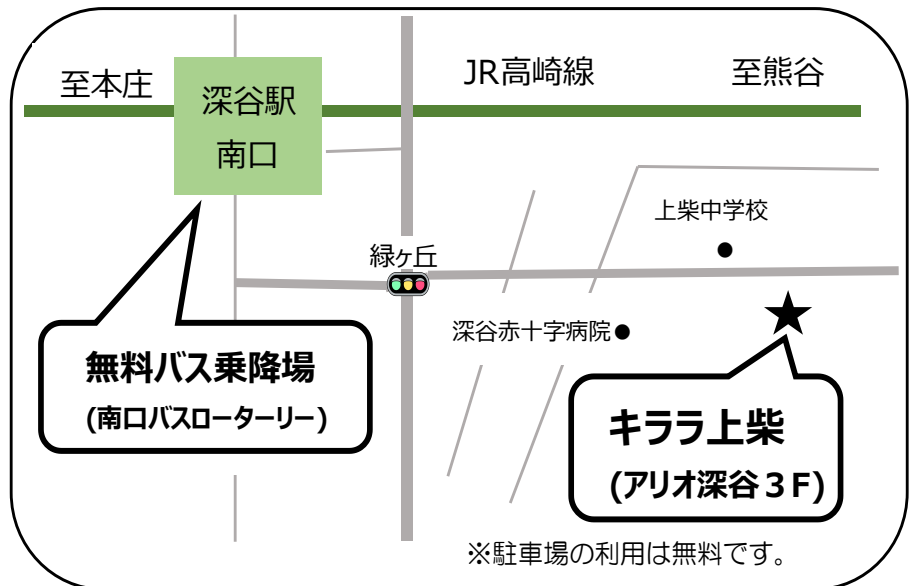 至本庄
深谷駅
南口
JR高崎線
至熊谷
上柴中学校
緑ヶ丘
深谷赤十字病院
無料バス乗降場
(南口バスローターリー)
キララ上柴
(アリオ深谷３F)
※駐車場の利用は無料です。